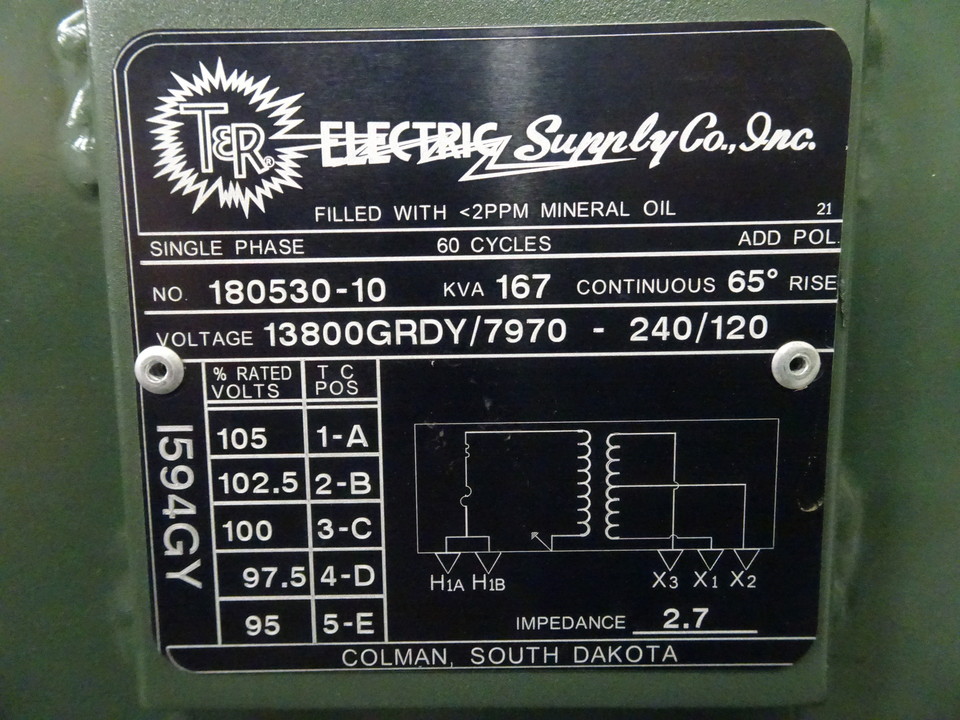 T&R® ELECTRIC Supply Co., Inc.
FILLED WITH <2PPM MINERAL OIL 21
SINGLE PHASE 60 CYCLES ADD POL.
NO. 180530-10 KVA 167 CONTINUOUS 65° RISE
VOLTAGE 13800GRDY/7970 - 240/120
% RATED VOLTS T C POS
105 1-A
102.5 2-B
100 3-C
97.5 4-D
95 5-E
1594GY
H1A H1B X3 X1 X2
IMPEDANCE 2.7
COLMAN, SOUTH DAKOTA